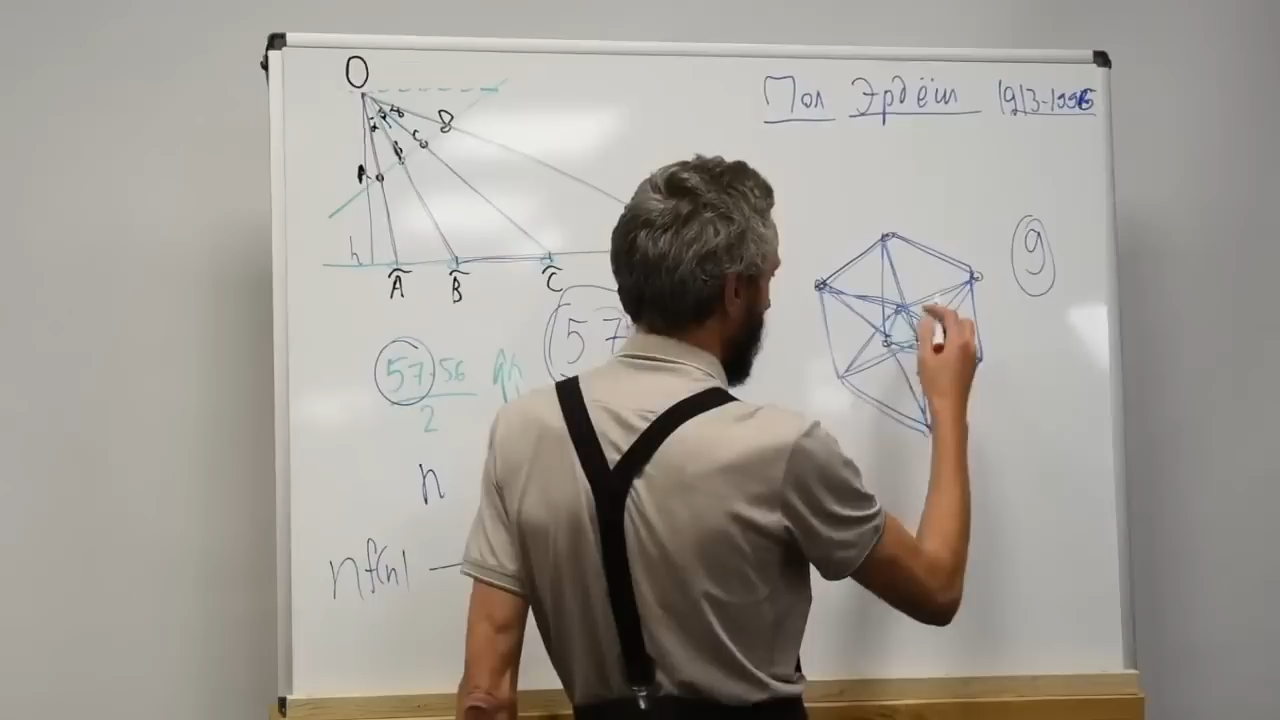 O
Пол Эрдёш 1913-1996
α
A B C
h
Ã B̃ C̃
9
57
57·56
2
n
nf(n) —